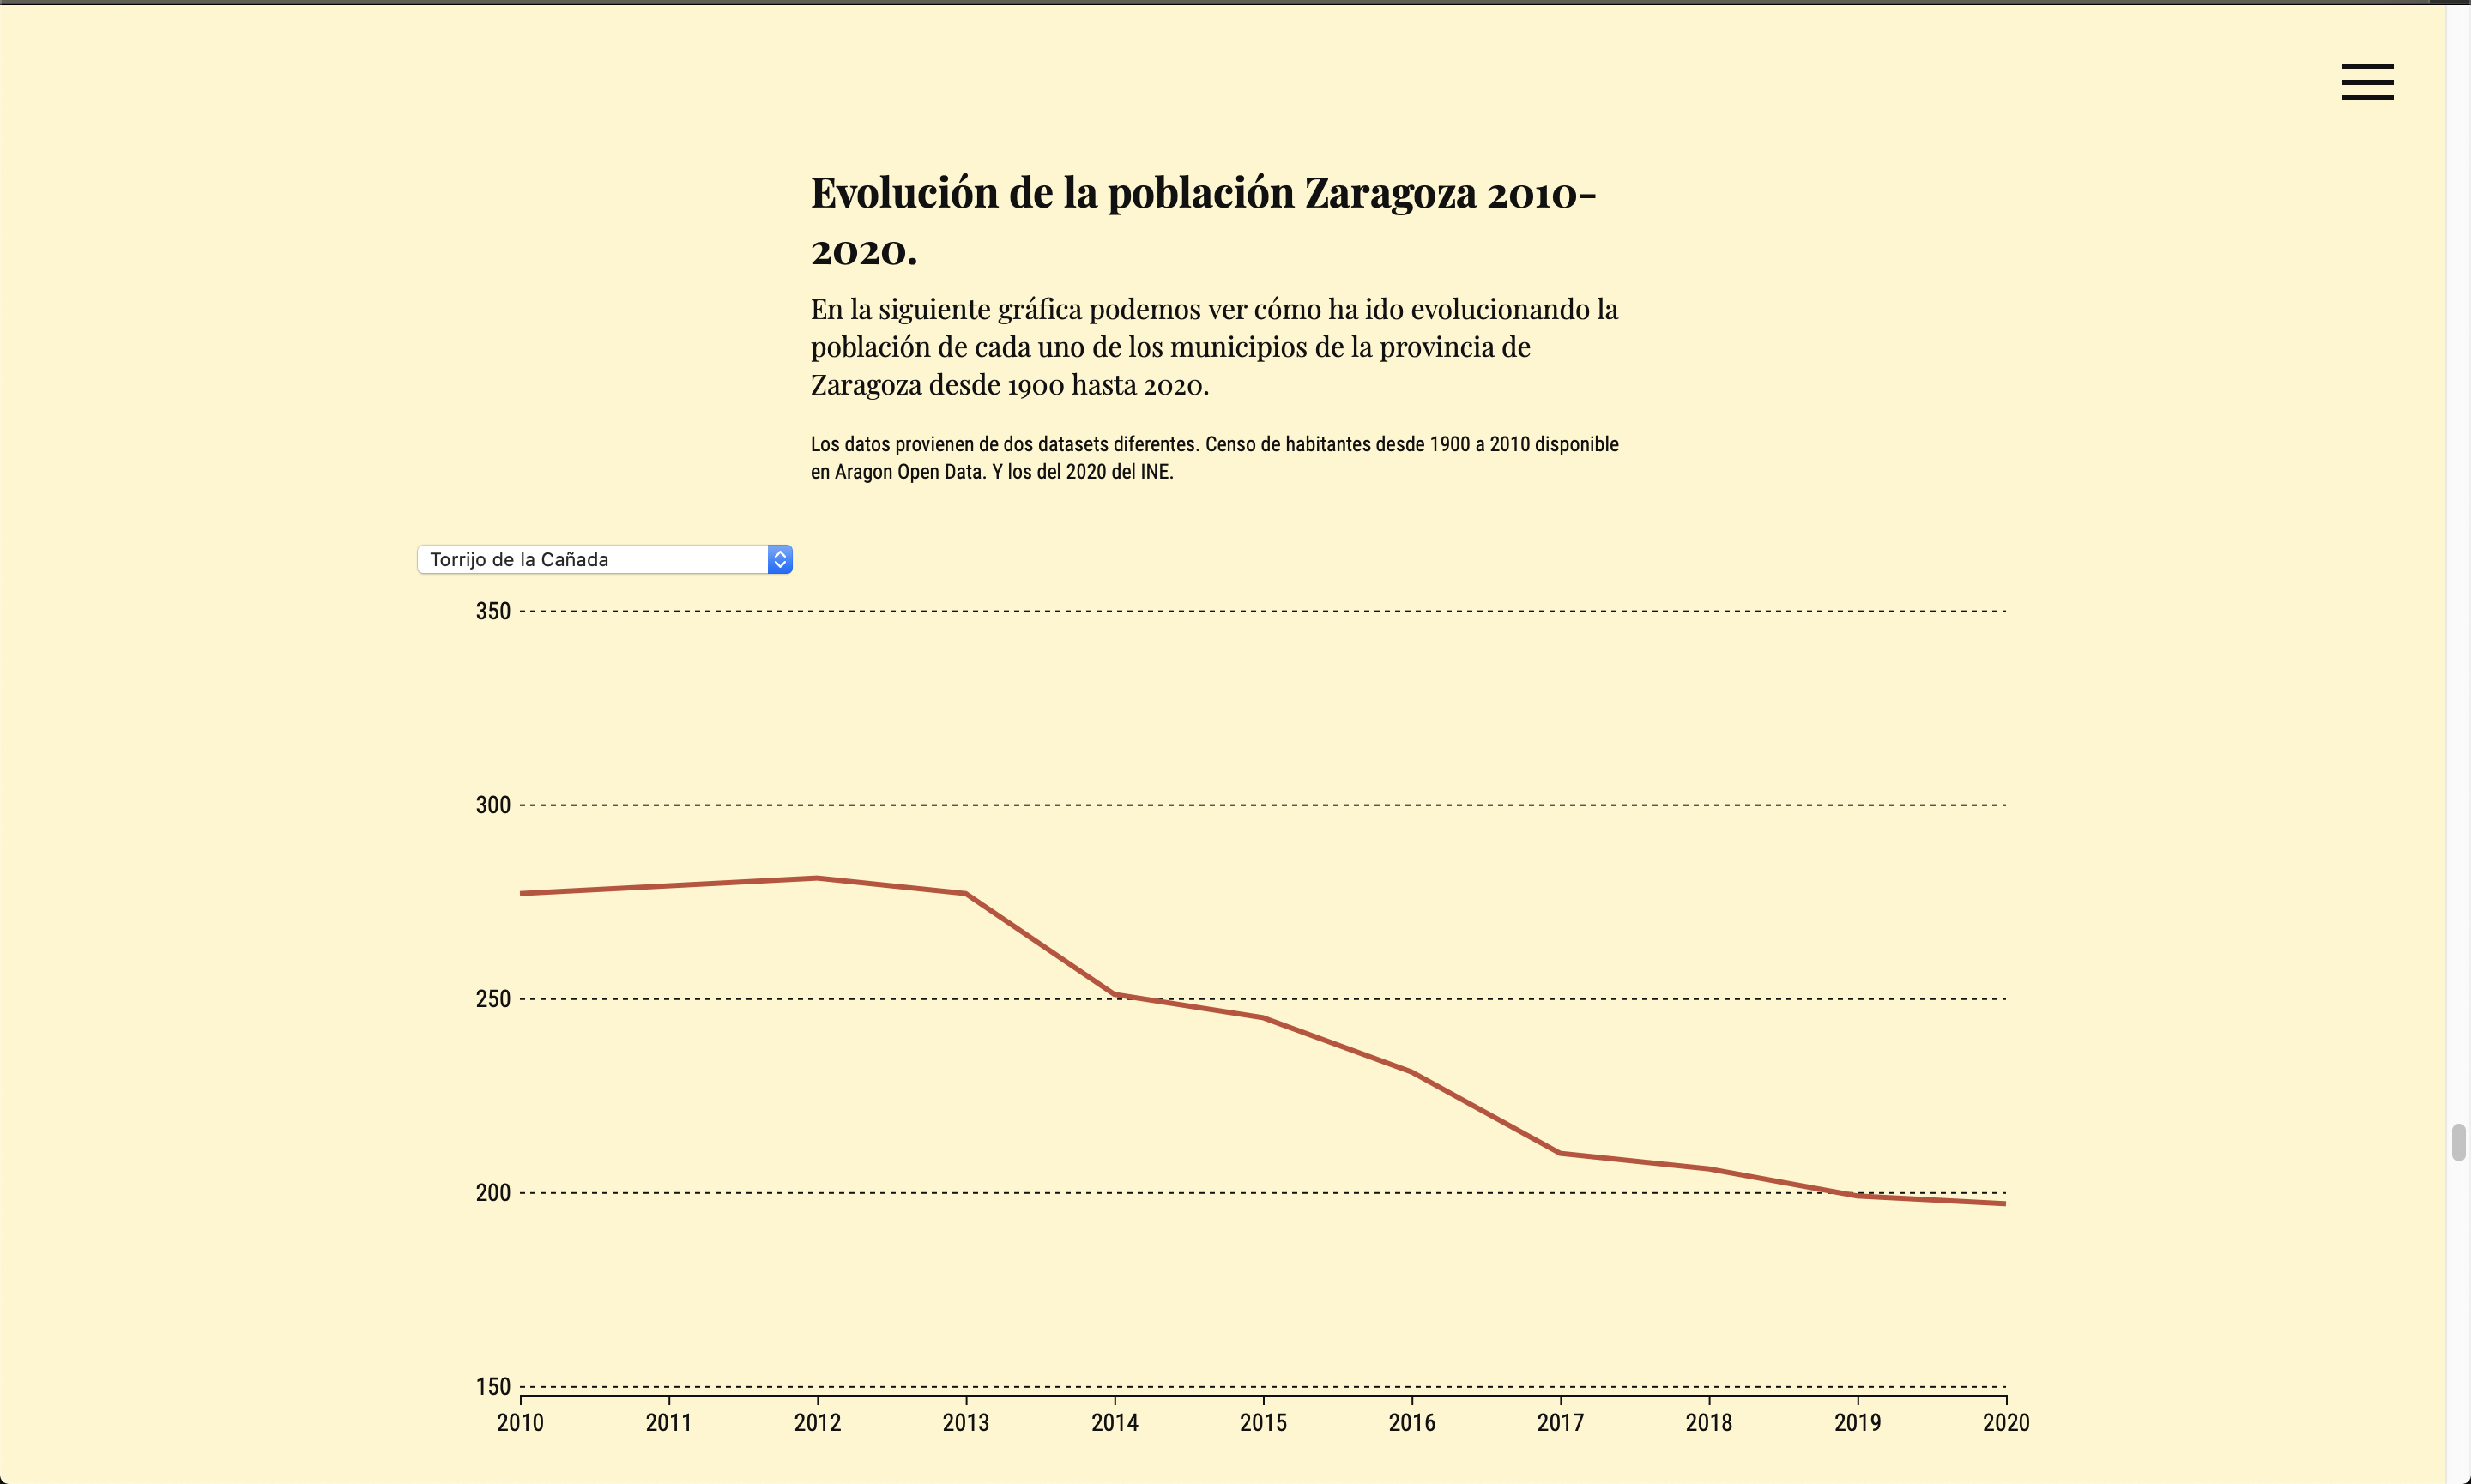 Evolución de la población Zaragoza 2010-
2020.
En la siguiente gráfica podemos ver cómo ha ido evolucionando la
población de cada uno de los municipios de la provincia de
Zaragoza desde 1900 hasta 2020.
Los datos provienen de dos datasets diferentes. Censo de habitantes desde 1900 a 2010 disponible
en Aragon Open Data. Y los del 2020 del INE.
Torrijo de la Cañada
350
300
250
200
150
2010 2011 2012 2013 2014 2015 2016 2017 2018 2019 2020